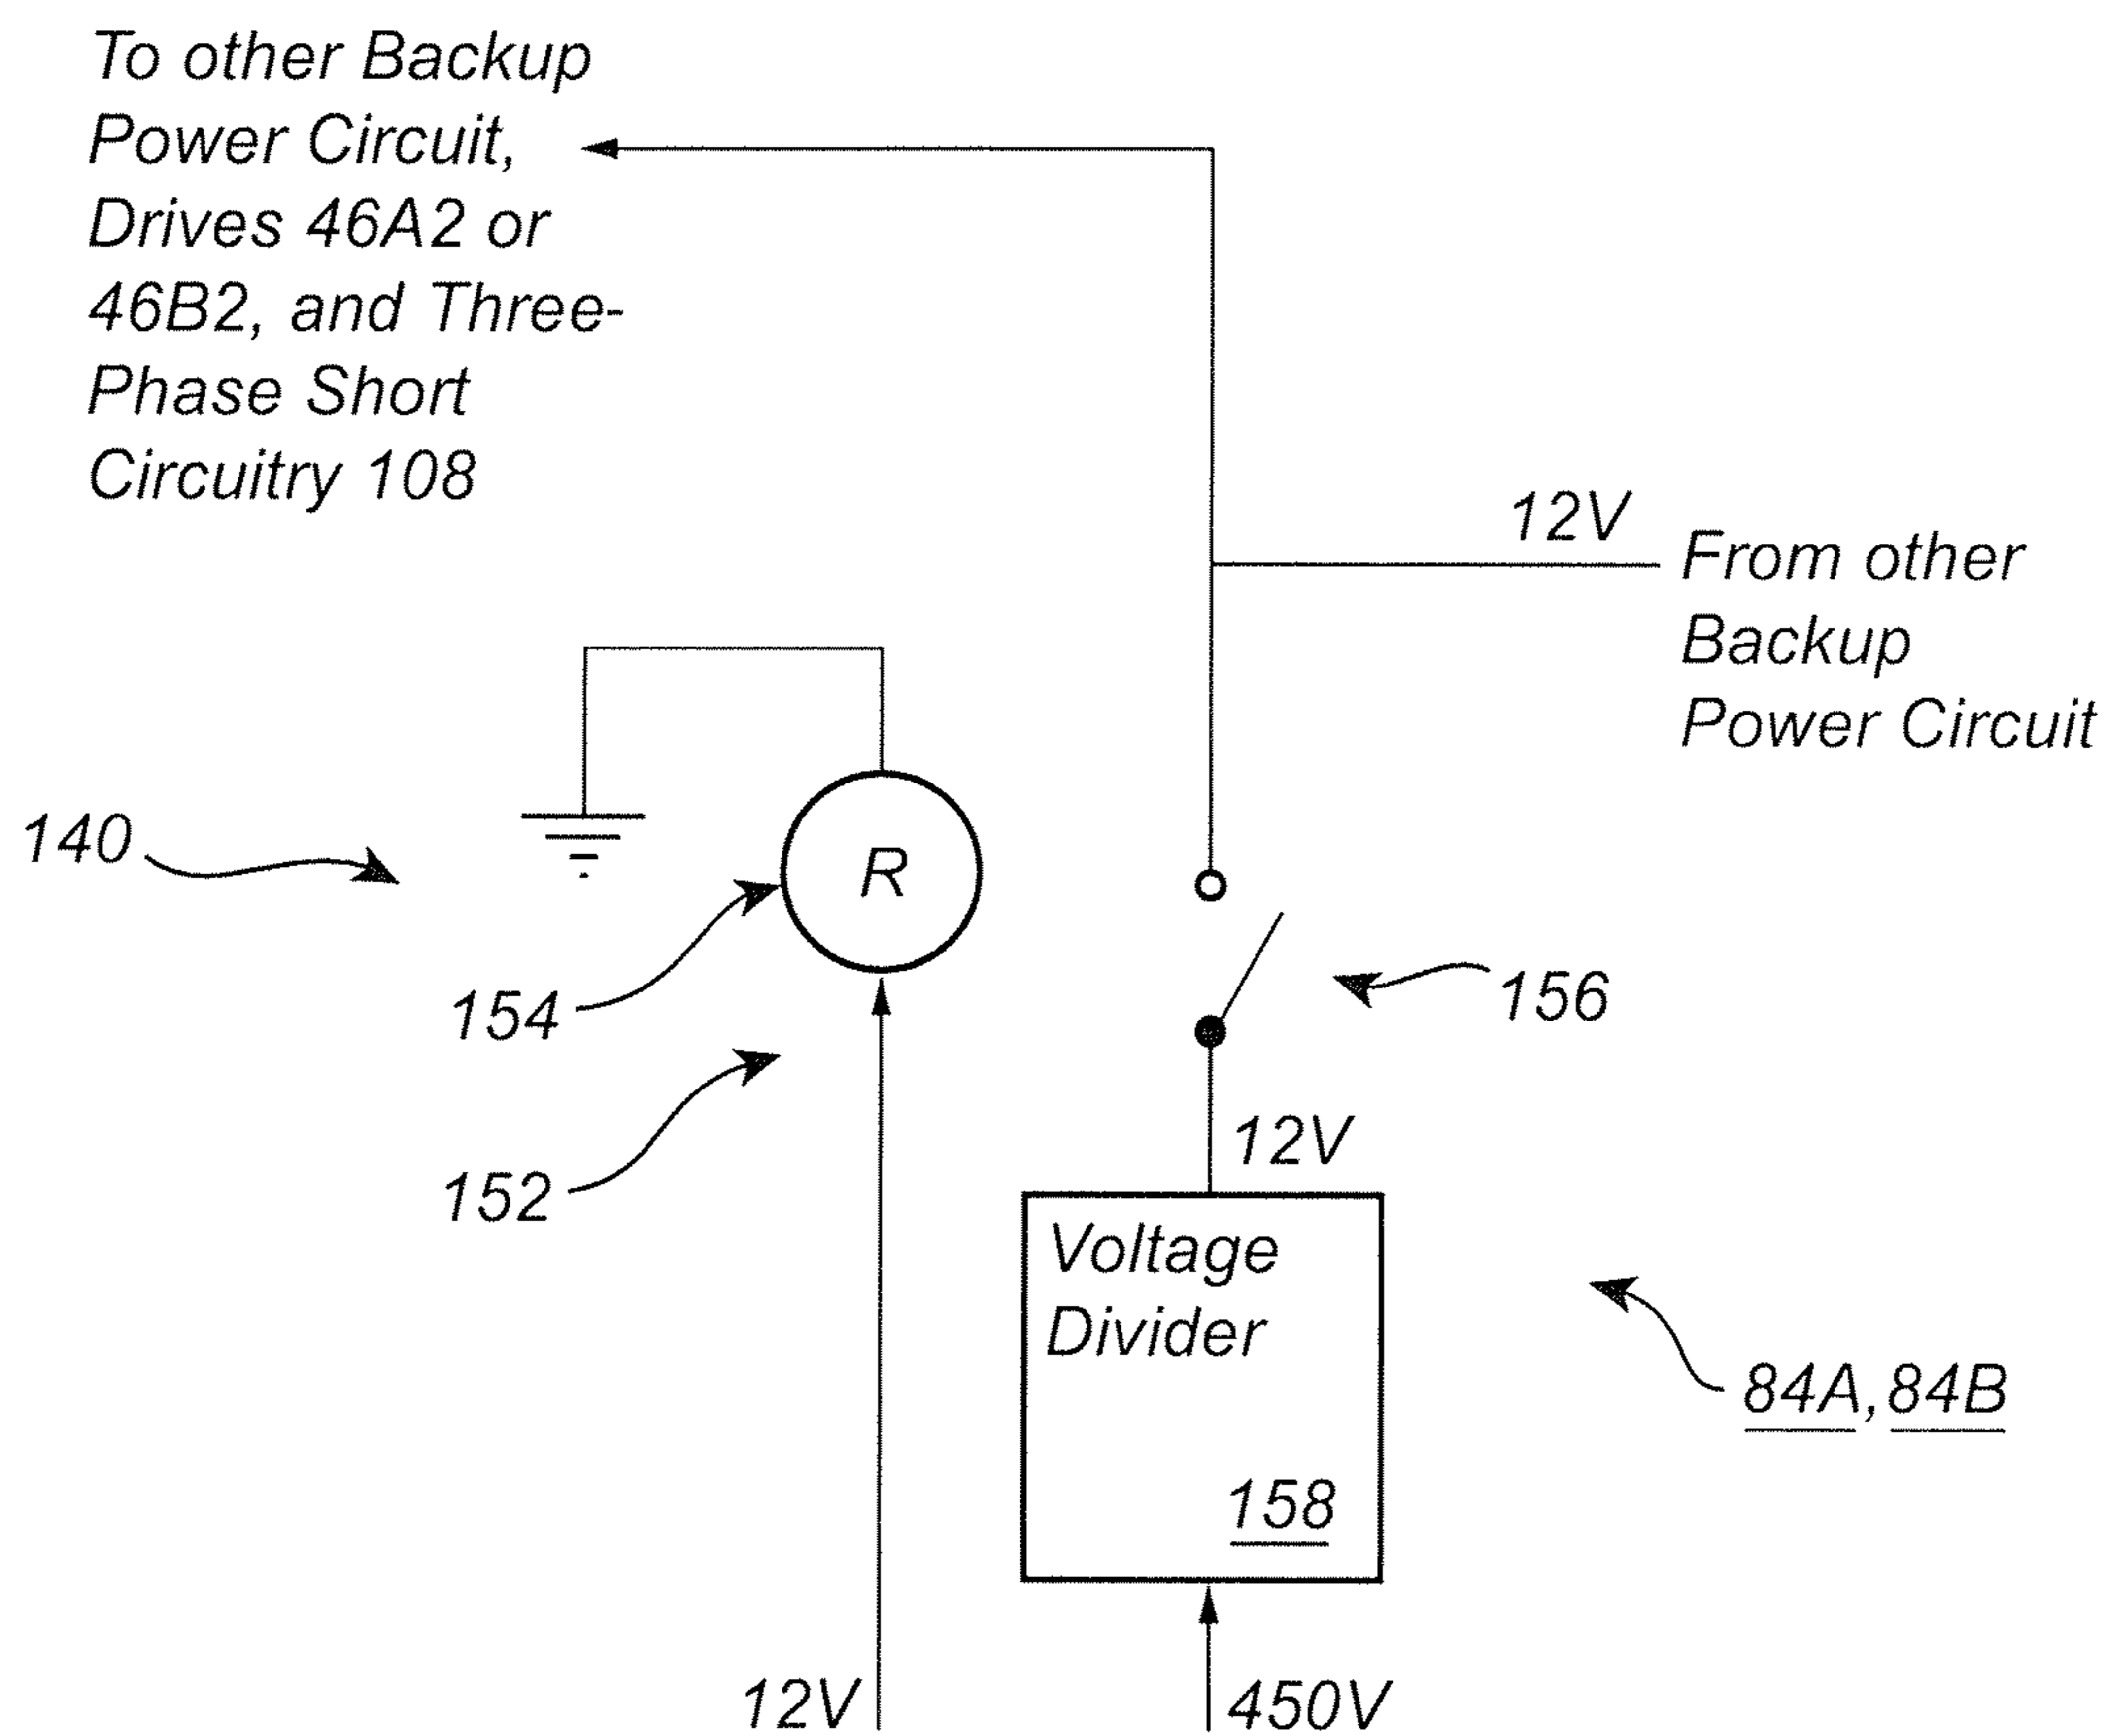 To other Backup
Power Circuit,
Drives 46A2 or
46B2, and Three-
Phase Short
Circuitry 108
12V
From other
Backup
Power Circuit
140
R
154
156
152
12V
Voltage
Divider
158
84A, 84B
12V
450V